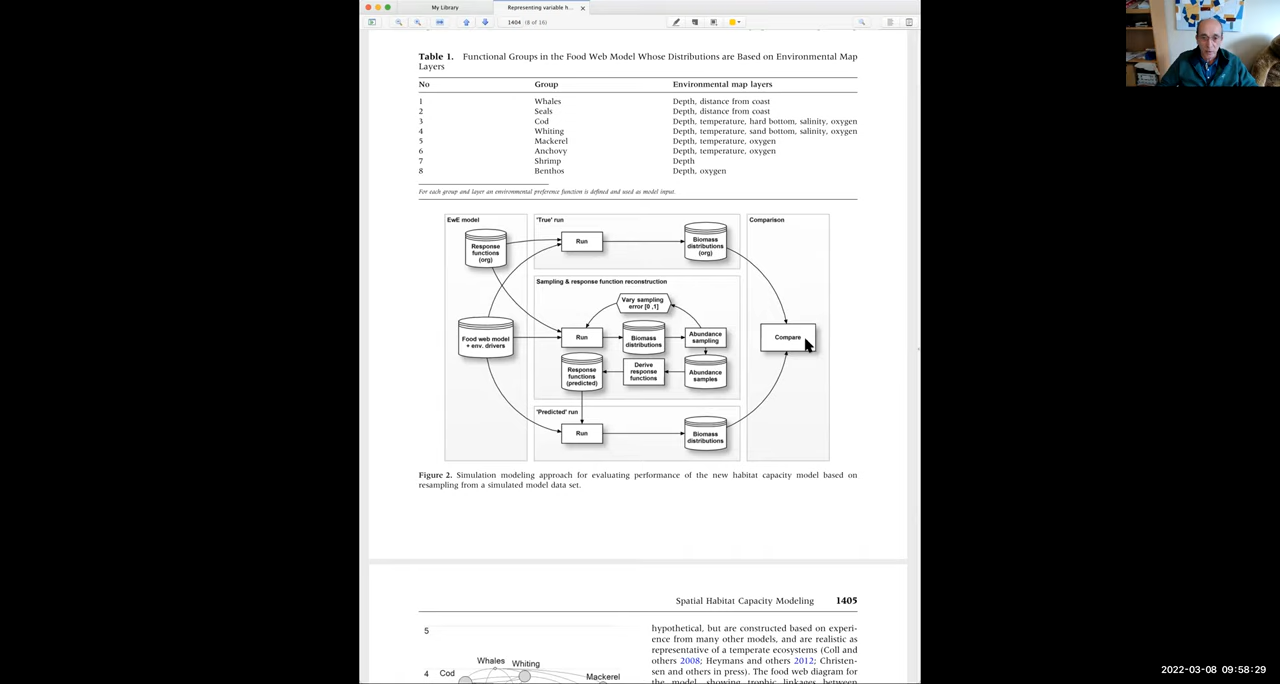 My Library
Representing variable h...
1404 (8 of 16)
Table 1. Functional Groups in the Food Web Model Whose Distributions are Based on Environmental Map
Layers
No Group Environmental map layers
1 Whales Depth, distance from coast
2 Seals Depth, distance from coast
3 Cod Depth, temperature, hard bottom, salinity, oxygen
4 Whiting Depth, temperature, sand bottom, salinity, oxygen
5 Mackerel Depth, temperature, oxygen
6 Anchovy Depth, temperature, oxygen
7 Shrimp Depth
8 Benthos Depth, oxygen
For each group and layer an environmental preference function is defined and used as model input.
EwE model
Response
functions
(org)
Food web model
+ env. drivers
'True' run
Run
Biomass
distributions
(org)
Sampling & response function reconstruction
Vary sampling
error [0 ,1]
Run
Biomass
distributions
Abundance
sampling
Response
functions
(predicted)
Derive
response
functions
Abundance
samples
'Predicted' run
Run
Biomass
distributions
Comparison
Compare
Figure 2. Simulation modeling approach for evaluating performance of the new habitat capacity model based on
resampling from a simulated model data set.
Spatial Habitat Capacity Modeling 1405
5
4
Cod
Whales
Whiting
Mackerel
hypothetical, but are constructed based on experi-
ence from many other models, and are realistic as
representative of a temperate ecosystems (Coll and
others 2008; Heymans and others 2012; Christen-
sen and others in press). The food web diagram for
the model, showing trophic linkages between
2022-03-08 09:58:29